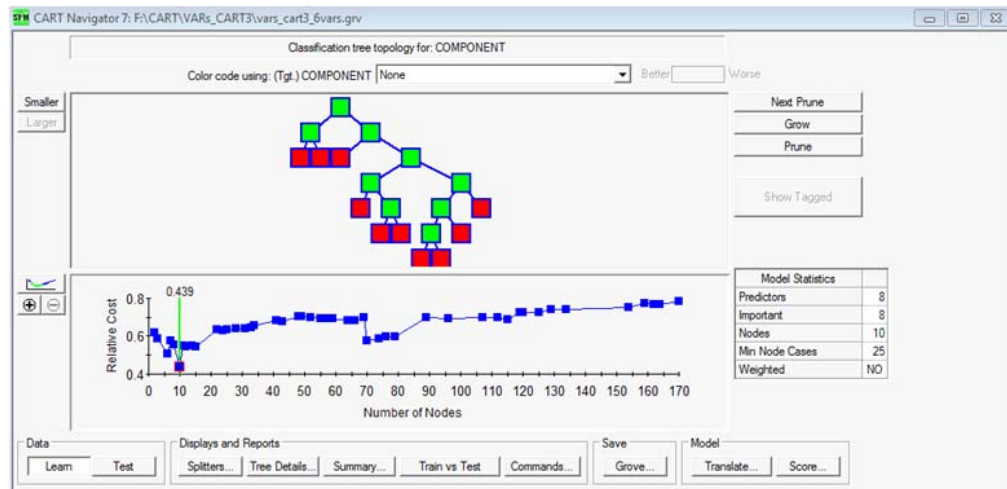 SPM CART Navigator 7: F:\CART\VARs_CART3\vars_cart3_6vars.grv
Classification tree topology for: COMPONENT
Color code using: (Tgt.) COMPONENT None Better Worse
Smaller
Larger
Next Prune
Grow
Prune
Show Tagged
0.439
0.8
0.6
0.4
Relative Cost
0 10 20 30 40 50 60 70 80 90 100 110 120 130 140 150 160 170
Number of Nodes
Model Statistics
Predictors 8
Important 8
Nodes 10
Min Node Cases 25
Weighted NO
Data
Learn Test
Displays and Reports
Splitters... Tree Details... Summary... Train vs Test Commands...
Save
Grove...
Model
Translate... Score...